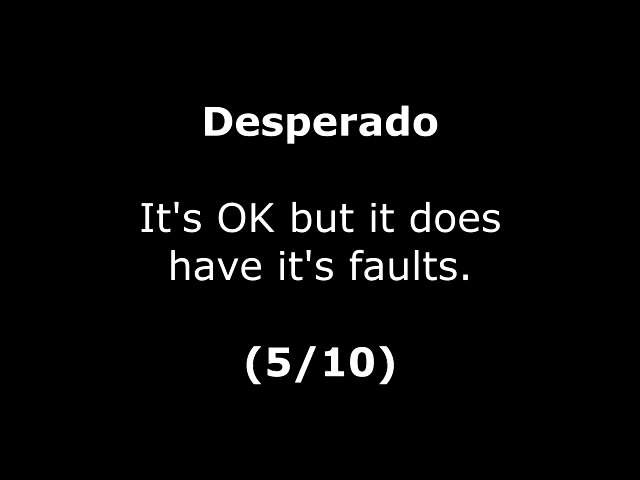 Desperado
It's OK but it does
have it's faults.
(5/10)